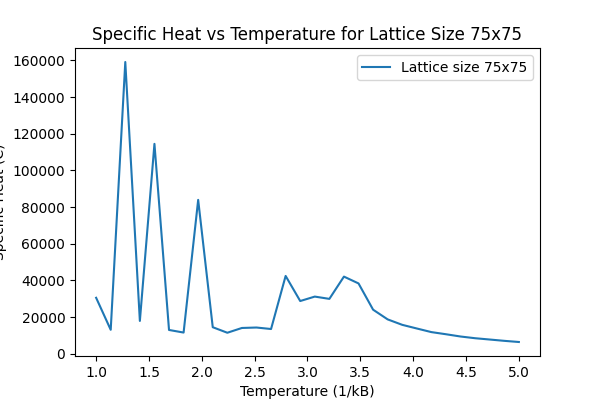 Specific Heat vs Temperature for Lattice Size 75x75
Lattice size 75x75
160000
140000
120000
100000
80000
60000
40000
20000
0
1.0 1.5 2.0 2.5 3.0 3.5 4.0 4.5 5.0
Temperature (1/kB)